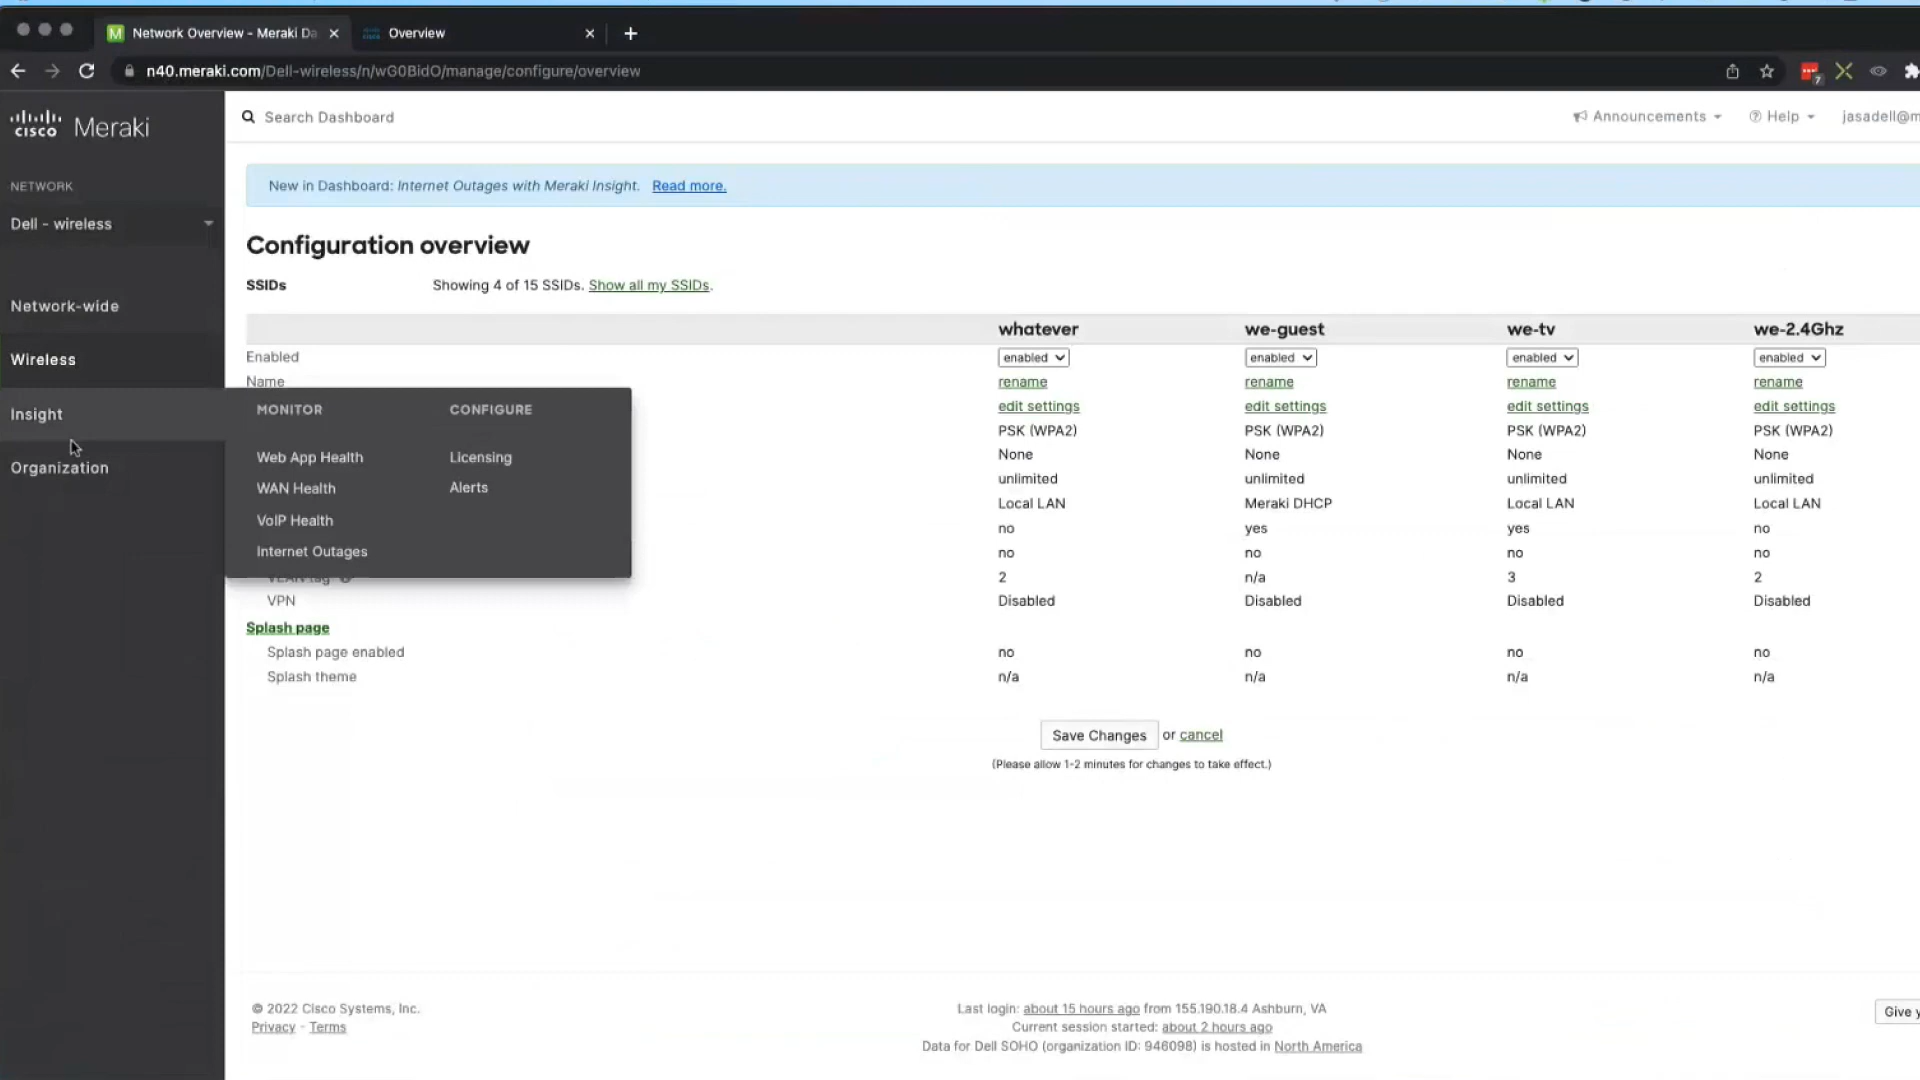 Network Overview - Meraki Da
Overview
n40.meraki.com/Dell-wireless/n/wG0BidO/manage/configure/overview
7
cisco Meraki
Search Dashboard
Announcements
Help
jasadell@m
NETWORK
Dell - wireless
Network-wide
Wireless
Insight
Organization
New in Dashboard: Internet Outages with Meraki Insight. Read more.
Configuration overview
SSIDs Showing 4 of 15 SSIDs. Show all my SSIDs.
whatever we-guest we-tv we-2.4Ghz
Enabled enabled enabled enabled enabled
Name rename rename rename rename
edit settings edit settings edit settings edit settings
PSK (WPA2) PSK (WPA2) PSK (WPA2) PSK (WPA2)
None None None None
unlimited unlimited unlimited unlimited
Local LAN Meraki DHCP Local LAN Local LAN
no yes yes no
no no no no
VLAN tag 2 n/a 3 2
VPN Disabled Disabled Disabled Disabled
MONITOR CONFIGURE
Web App Health Licensing
WAN Health Alerts
VoIP Health
Internet Outages
Splash page
Splash page enabled no no no no
Splash theme n/a n/a n/a n/a
Save Changes or cancel
(Please allow 1-2 minutes for changes to take effect.)
© 2022 Cisco Systems, Inc.
Privacy - Terms
Last login: about 15 hours ago from 155.190.18.4 Ashburn, VA
Current session started: about 2 hours ago
Data for Dell SOHO (organization ID: 946098) is hosted in North America
Give y